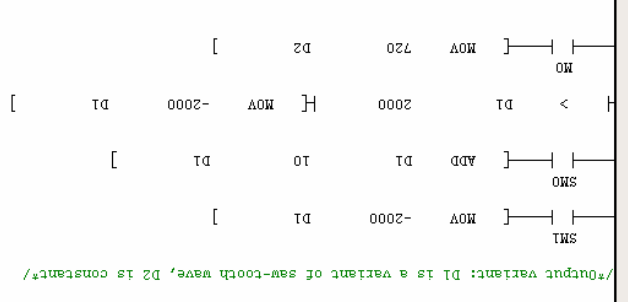 /*Output variant: D1 is a variant of saw-tooth wave, D2 is constant*/
SM1
[ MOV -2000 D1 ]
SM0
[ ADD D1 10 D1 ]
> D1 2000 ][ MOV -2000 D1 ]
M0
[ MOV 720 D2 ]